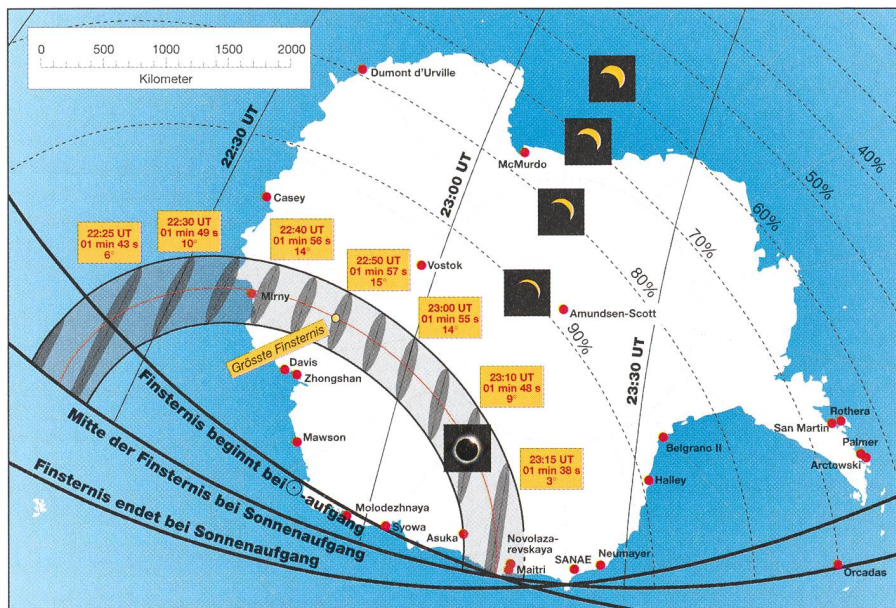 0 500 1000 1500 2000
Kilometer
Dumont d'Urville
22:30 UT
McMurdo
40%
50%
60%
70%
80%
90%
23:00 UT
Casey
22:25 UT
01 min 43 s
6°
22:30 UT
01 min 49 s
10°
22:40 UT
01 min 56 s
14°
22:50 UT
01 min 57 s
15°
Vostok
Mirny
23:00 UT
01 min 55 s
14°
Amundsen-Scott
Grösste Finsternis
23:30 UT
Davis
Zhongshan
23:10 UT
01 min 48 s
9°
Rothera
San Martin
Palmer
Arctowski
Mawson
Belgrano II
23:15 UT
01 min 38 s
3°
Halley
Finsternis beginnt bei ☉-aufgang
Mitte der Finsternis bei Sonnenaufgang
Finsternis endet bei Sonnenaufgang
Molodezhnaya
Syowa
Asuka
Novolaza-
revskaya
Maitri
SANAE
Neumayer
Orcadas